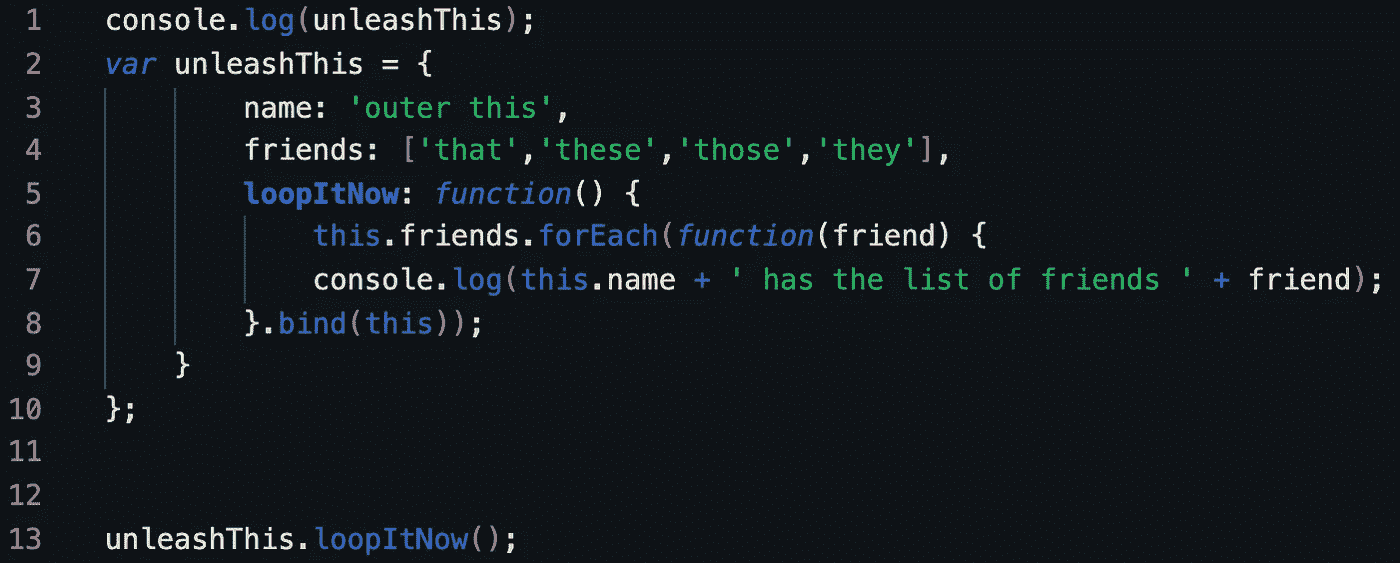 1 console.log(unleashThis);
2 var unleashThis = {
3 name: 'outer this',
4 friends: ['that','these','those','they'],
5 loopItNow: function() {
6 this.friends.forEach(function(friend) {
7 console.log(this.name + ' has the list of friends ' + friend);
8 }.bind(this));
9 }
10 };
11
12
13 unleashThis.loopItNow();